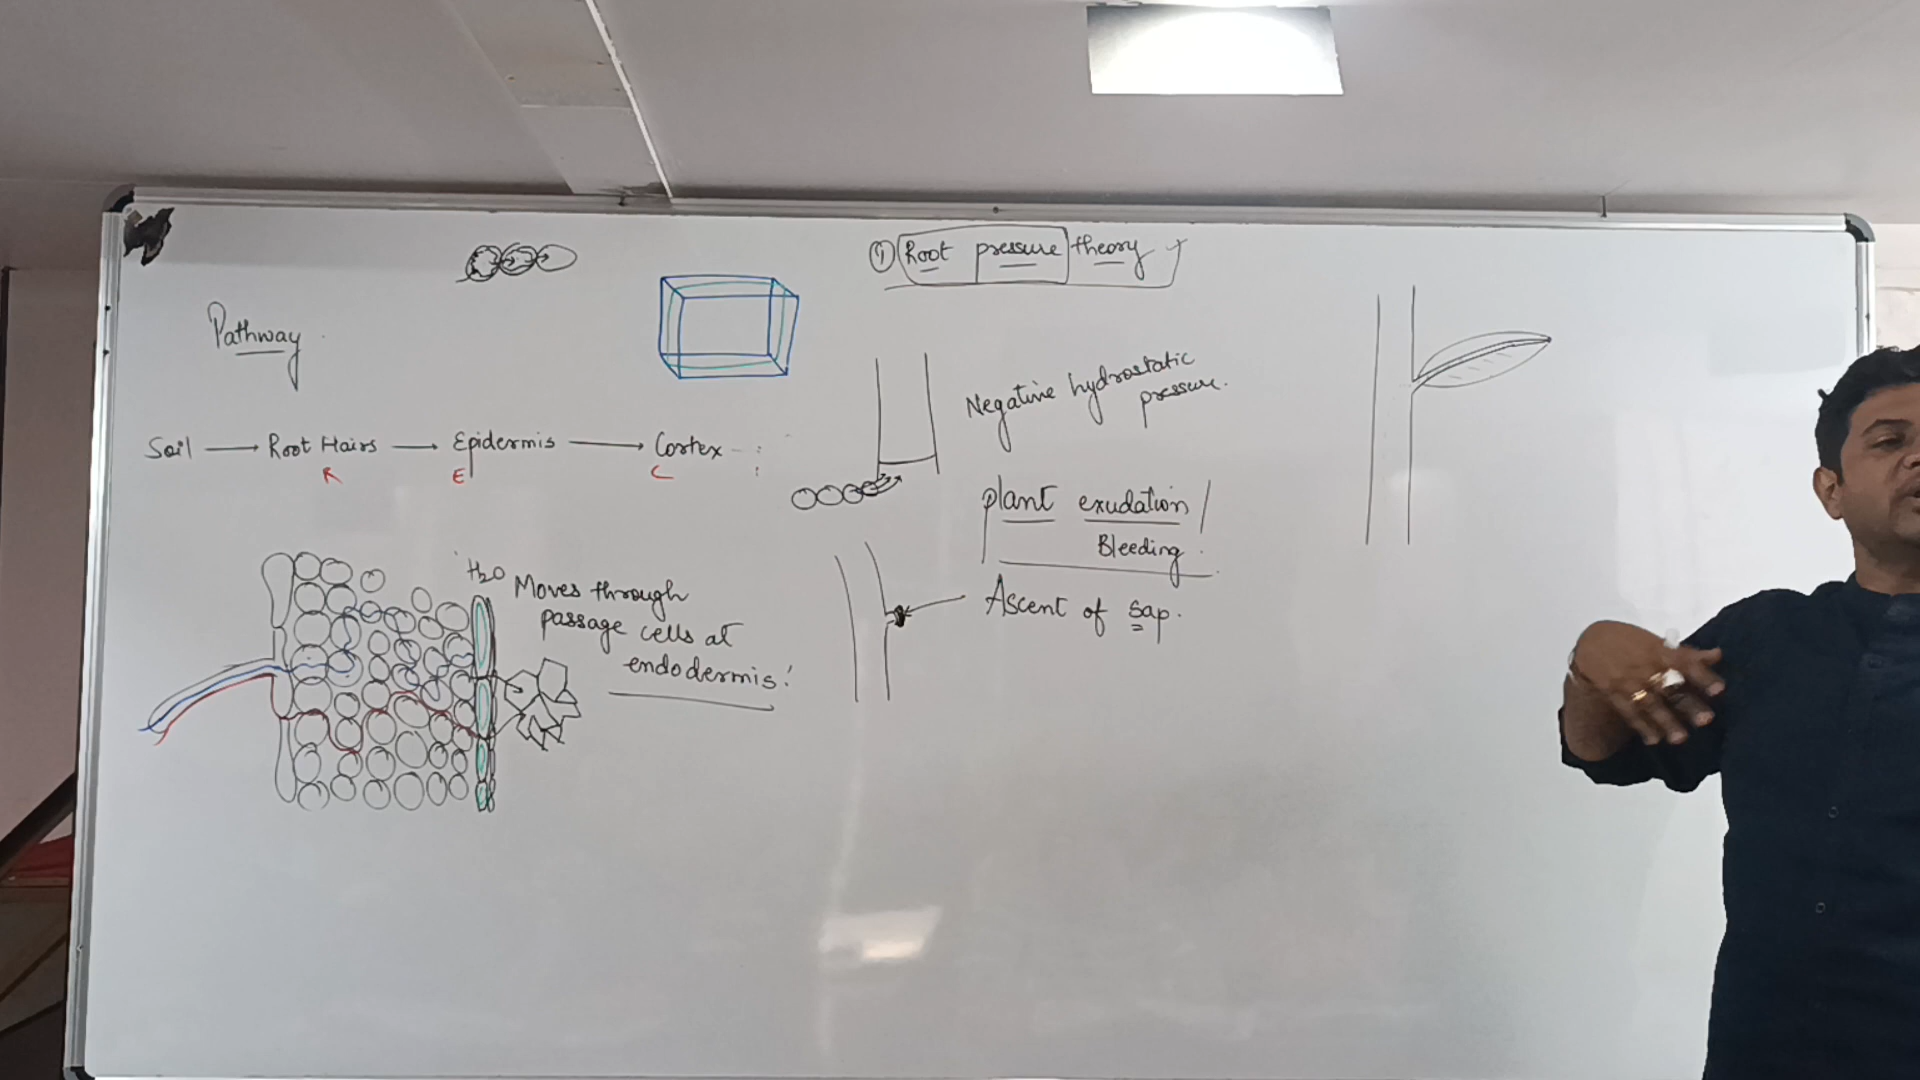 ① Root pressure theory
Pathway
Negative hydrostatic
pressure.
Soil → Root Hairs → Epidermis → Cortex
R E C
plant exudation /
Bleeding.
H2O Moves through
passage cells at
endodermis!
Ascent of sap.